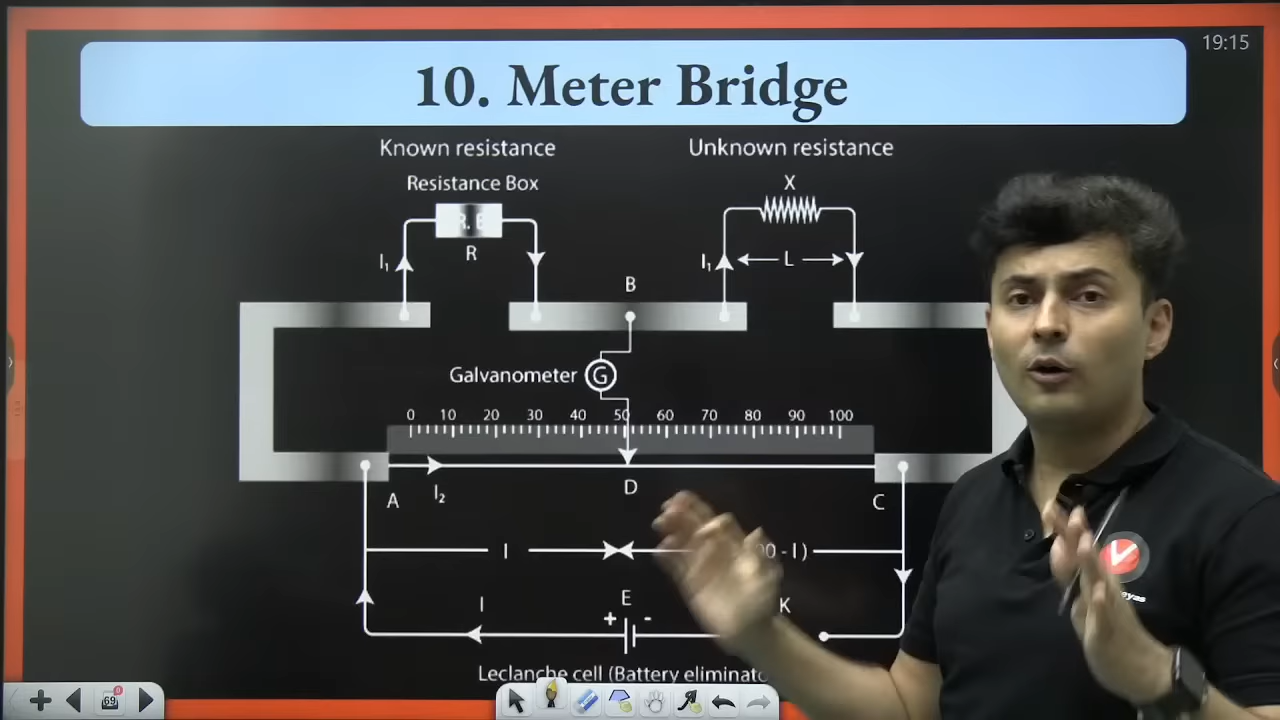 19:15
10. Meter Bridge
Known resistance
Unknown resistance
Resistance Box
X
R
I₁
I₁
L
B
Galvanometer G
0 10 20 30 40 50 60 70 80 90 100
I₂
D
A
C
l
- l )
E
I
K
+ -
Leclanche cell (Battery
69